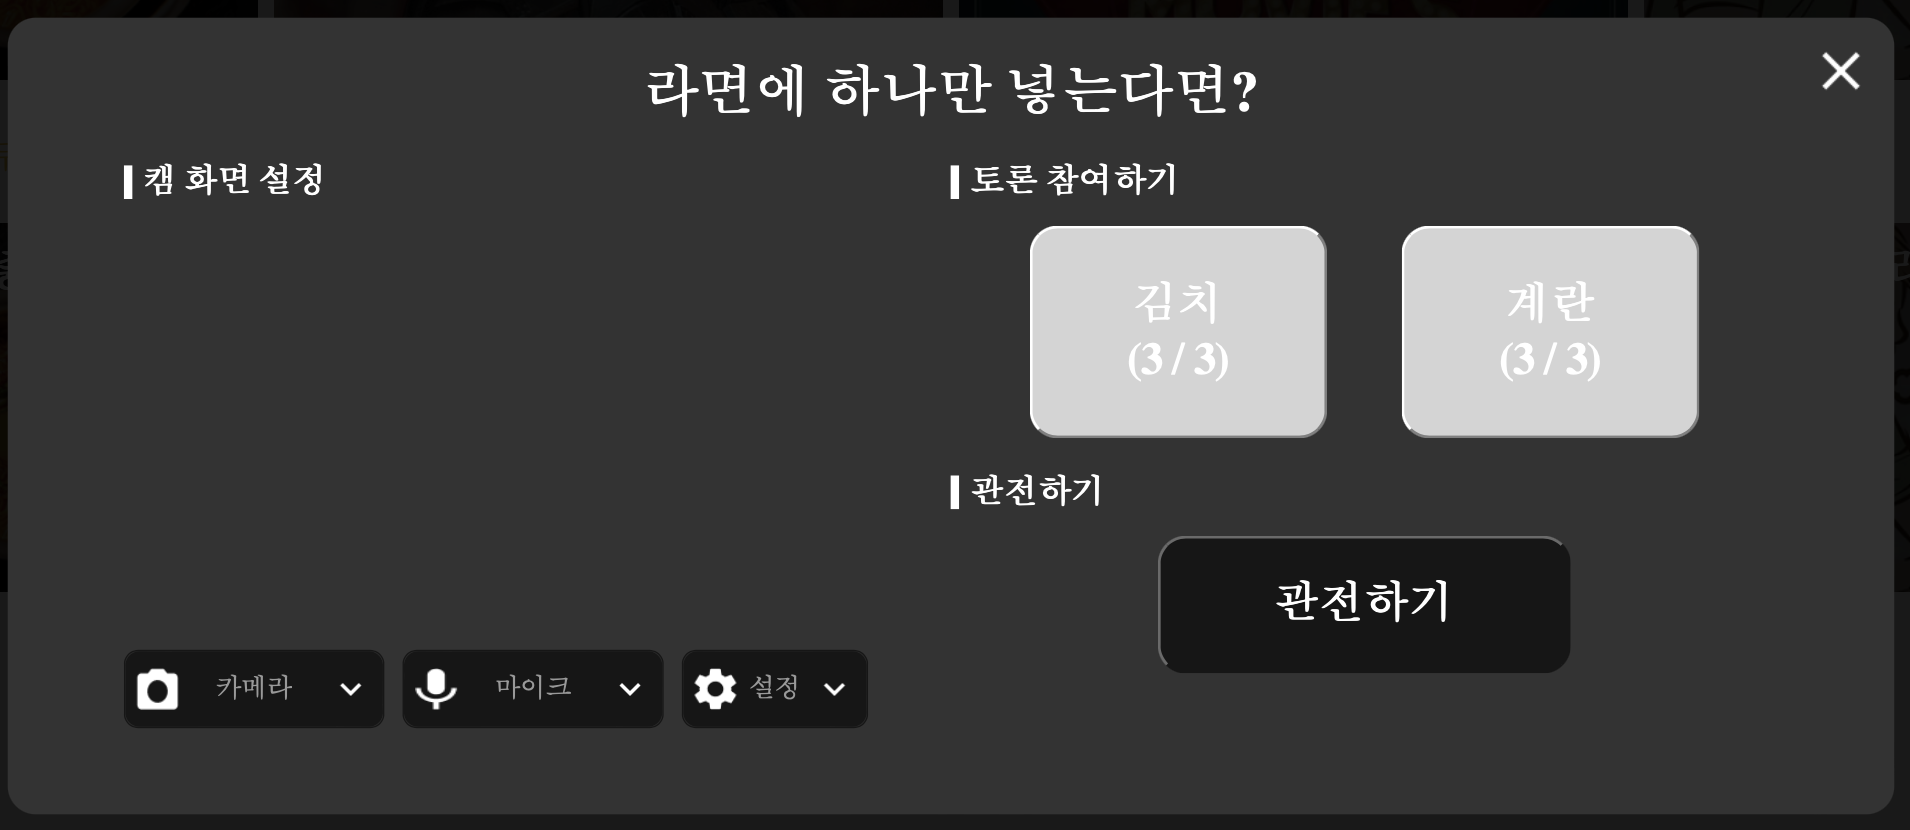 라면에 하나만 넣는다면?
캠 화면 설정
카메라
마이크
설정
토론 참여하기
김치
(3 / 3)
계란
(3 / 3)
관전하기
관전하기